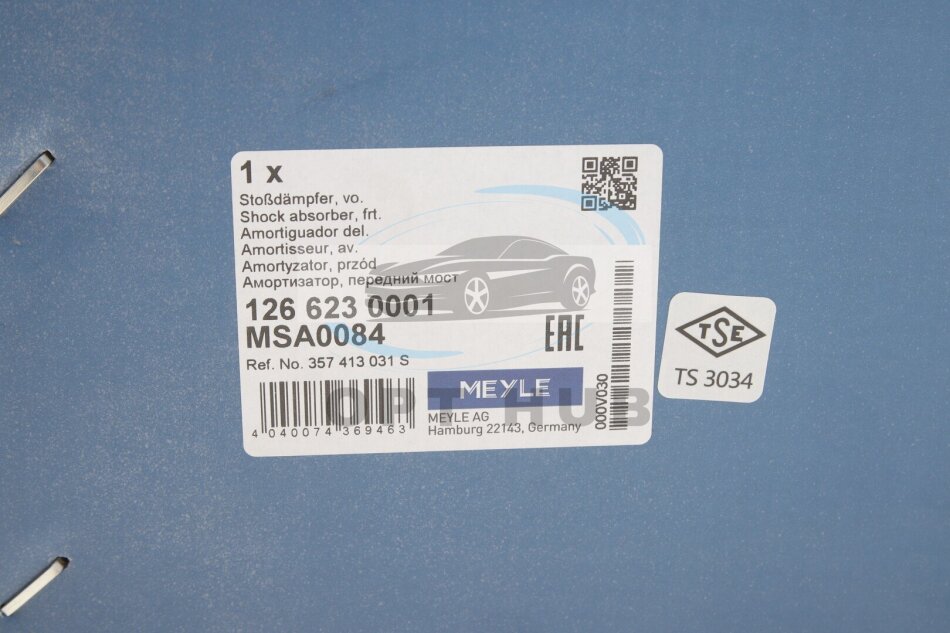 1 x
Stoßdämpfer, vo.
Shock absorber, frt.
Amortiguador del.
Amortisseur, av.
Amortyzator, przód
Амортизатор, передний мост
126 623 0001
MSA0084
Ref. No. 357 413 031 S
4 040074 369463
EAC
MEYLE
MEYLE AG
Hamburg 22143, Germany
000V030
OPT HUB
TSE
TS 3034